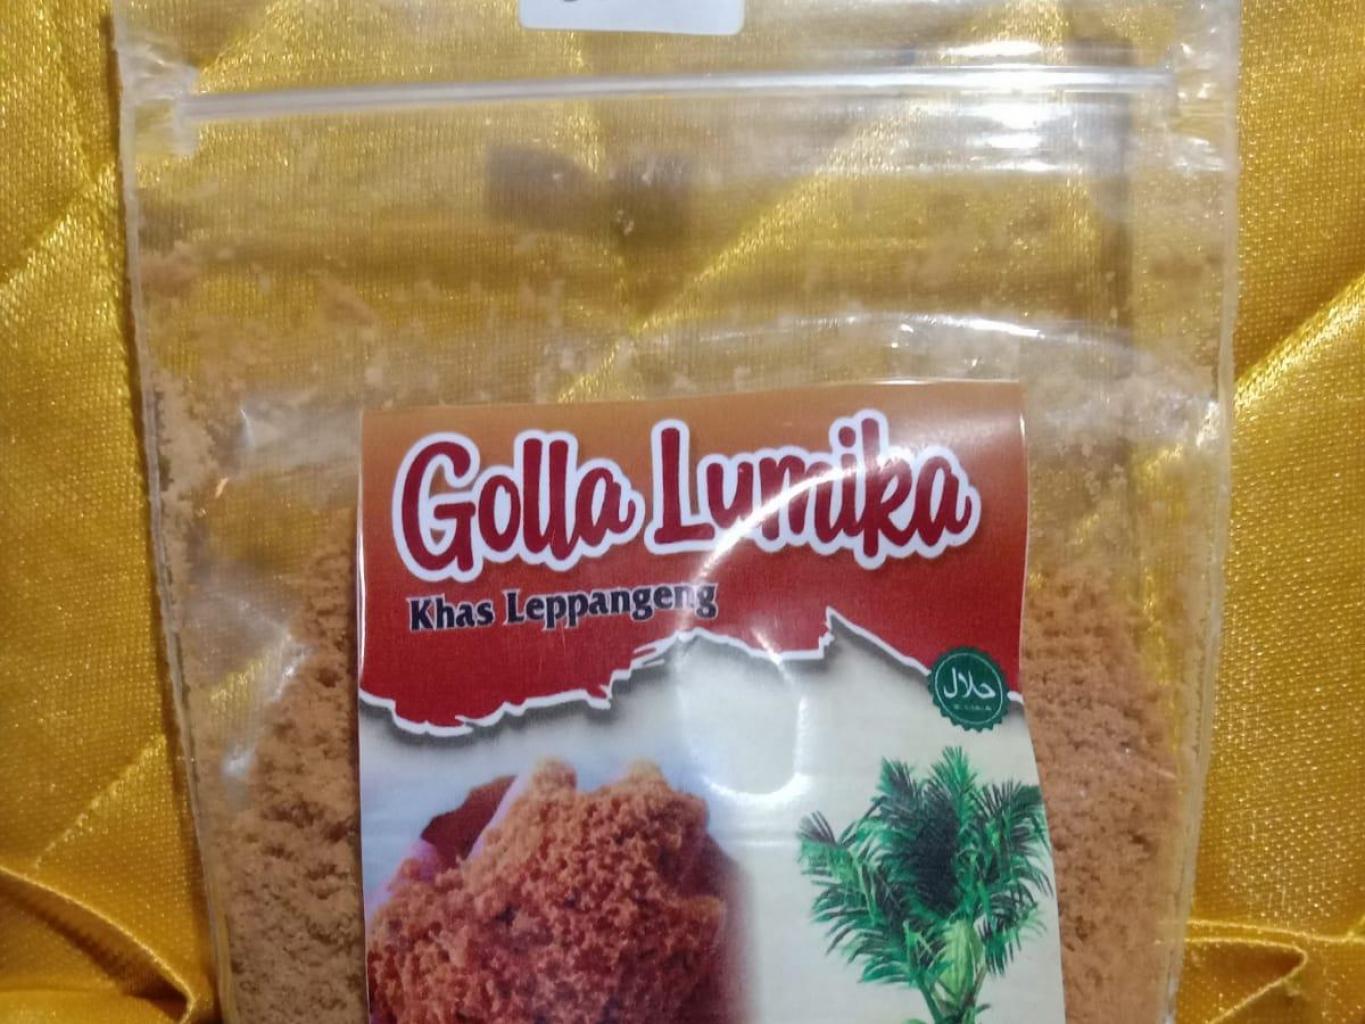 Golla Lumika
Khas Leppangeng
حلال